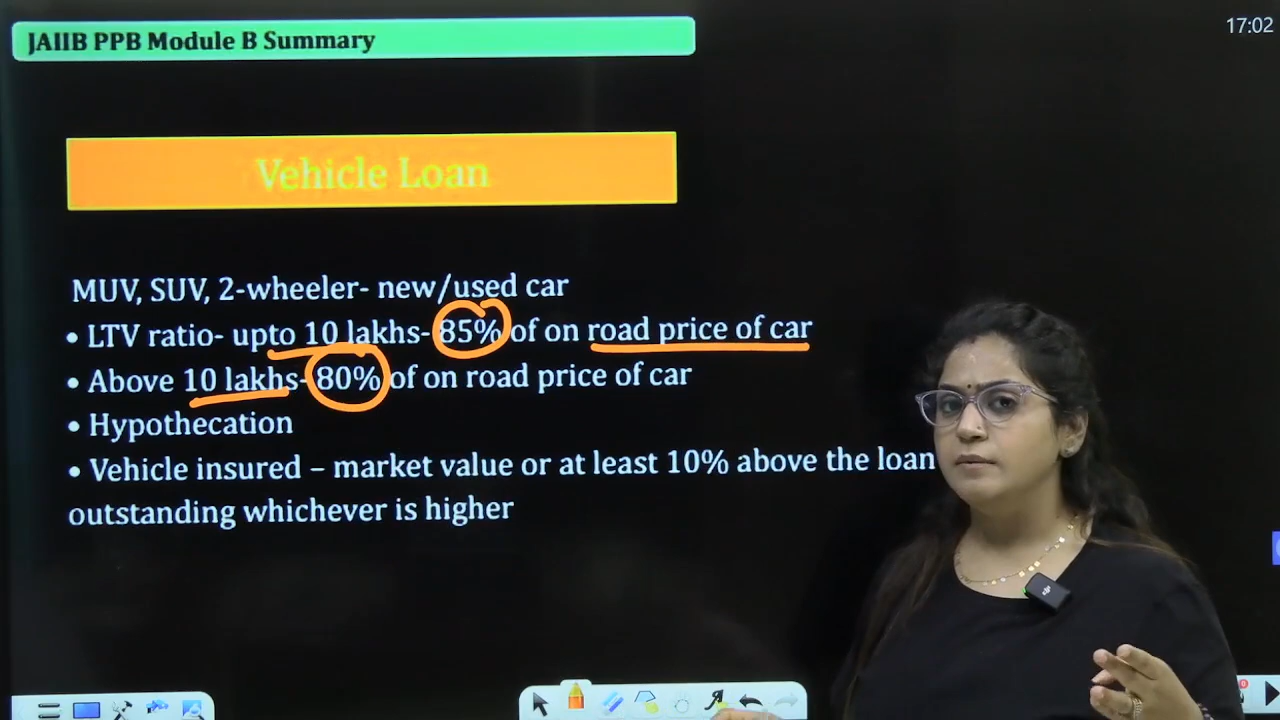 JAIIB PPB Module B Summary
17:02
Vehicle Loan
MUV, SUV, 2-wheeler- new/used car
• LTV ratio- upto 10 lakhs- 85% of on road price of car
• Above 10 lakhs- 80% of on road price of car
• Hypothecation
• Vehicle insured – market value or at least 10% above the loan
outstanding whichever is higher